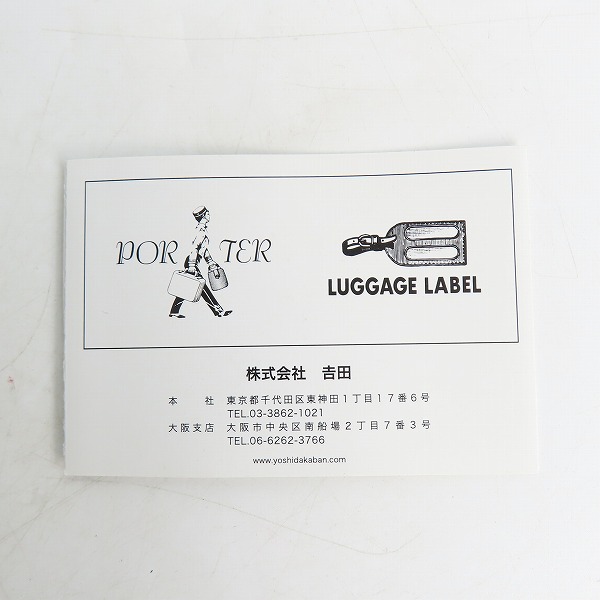 PORTER
LUGGAGE LABEL
株式会社 𠮷田
本 社 東京都千代田区東神田1丁目17番6号
TEL.03-3862-1021
大阪支店 大阪市中央区南船場2丁目7番3号
TEL.06-6262-3766
www.yoshidakaban.com